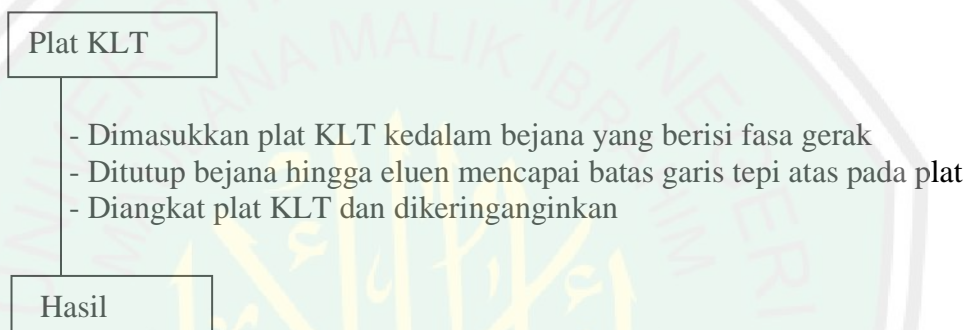 Plat KLT
- Dimasukkan plat KLT kedalam bejana yang berisi fasa gerak
- Ditutup bejana hingga eluen mencapai batas garis tepi atas pada plat
- Diangkat plat KLT dan dikeringanginkan
Hasil